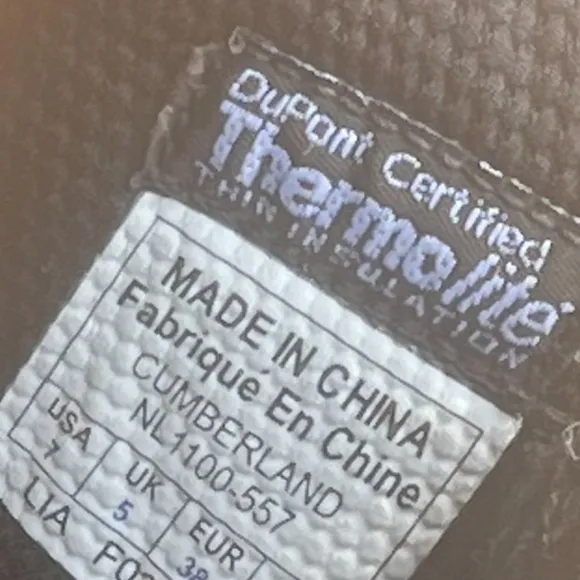 DuPont Certified
Thermolite
THIN INSULATION
MADE IN CHINA
Fabriqué En Chine
CUMBERLAND
NL1100-557
USA UK EUR
7 5 38
LIA